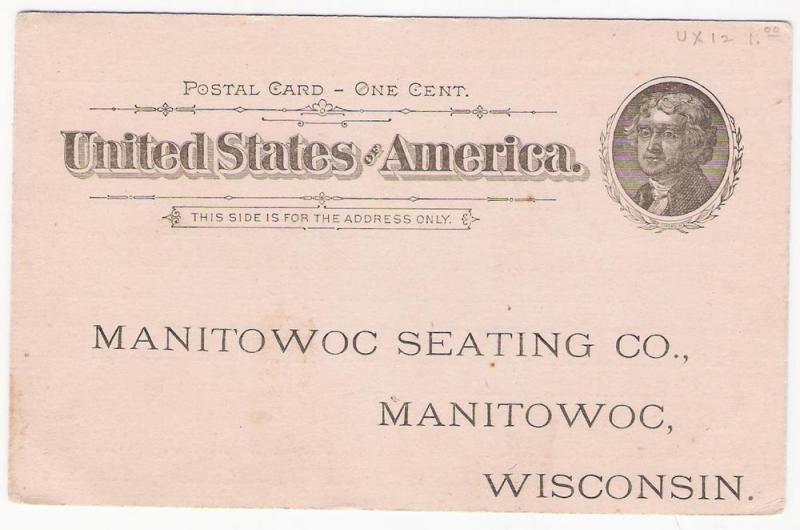 UX12 1.00
POSTAL CARD - ONE CENT.
United States of America.
THIS SIDE IS FOR THE ADDRESS ONLY.
MANITOWOC SEATING CO.,
MANITOWOC,
WISCONSIN.